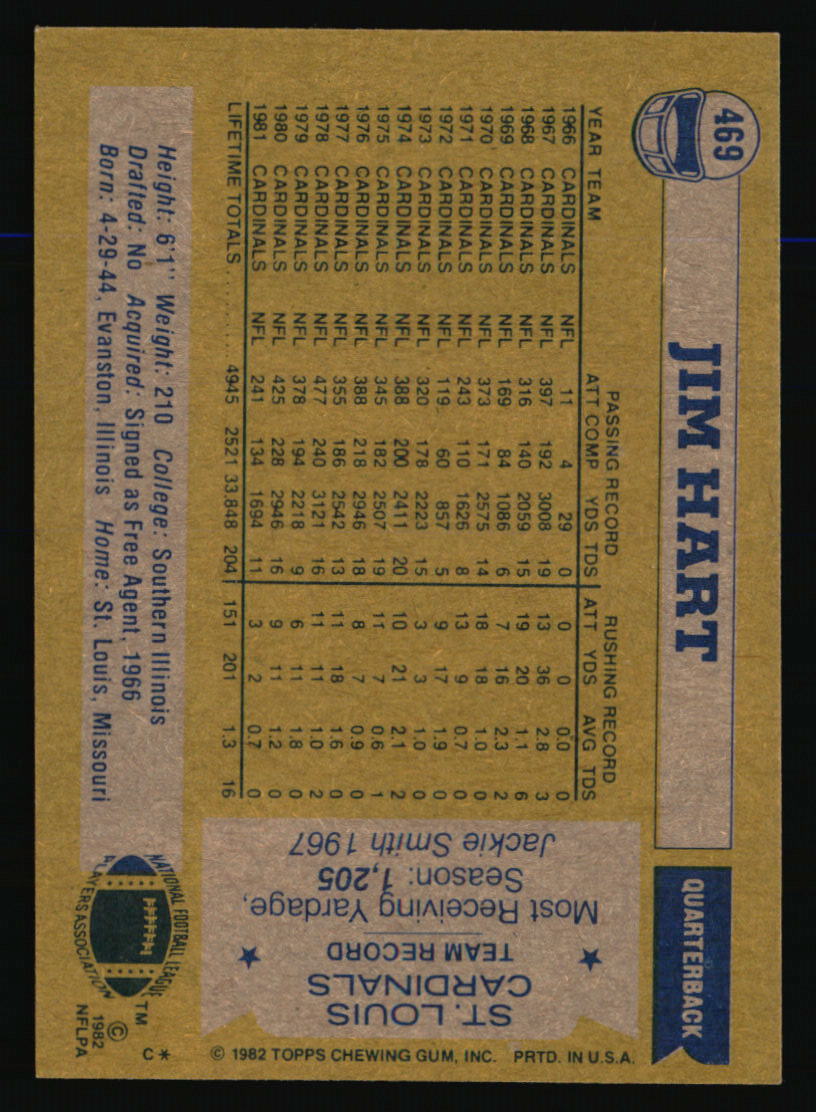 469
JIM HART
QUARTERBACK
PASSING RECORD RUSHING RECORD
YEAR TEAM ATT COMP YDS TDS ATT YDS AVG TDS
1966 CARDINALS NFL 11 4 29 0 0 0 0.0 0
1967 CARDINALS NFL 397 192 3008 19 13 36 2.8 3
1968 CARDINALS NFL 316 140 2059 15 19 20 1.1 6
1969 CARDINALS NFL 169 84 1086 6 7 16 2.3 2
1970 CARDINALS NFL 373 171 2575 14 18 18 1.0 0
1971 CARDINALS NFL 243 110 1626 8 13 9 0.7 0
1972 CARDINALS NFL 119 60 857 5 9 17 1.9 0
1973 CARDINALS NFL 320 178 2223 15 3 3 1.0 0
1974 CARDINALS NFL 388 200 2411 20 10 21 2.1 2
1975 CARDINALS NFL 345 182 2507 19 11 7 0.6 1
1976 CARDINALS NFL 388 218 2946 18 8 7 0.9 0
1977 CARDINALS NFL 355 186 2542 13 11 18 1.6 0
1978 CARDINALS NFL 477 240 3121 16 11 11 1.0 2
1979 CARDINALS NFL 378 194 2218 9 6 11 1.8 0
1980 CARDINALS NFL 425 228 2946 16 9 11 1.2 0
1981 CARDINALS NFL 241 134 1694 11 3 2 0.7 0
LIFETIME TOTALS ........ 4945 2521 33.848 204 151 201 1.3 16
Height: 6'1" Weight: 210 College: Southern Illinois
Drafted: No Acquired: Signed as Free Agent, 1966
Born: 4-29-44, Evanston, Illinois Home: St. Louis, Missouri
ST. LOUIS
CARDINALS
★ TEAM RECORD ★
Most Receiving Yardage,
Season: 1,205
Jackie Smith 1967
NATIONAL FOOTBALL LEAGUE
PLAYERS ASSOCIATION
TM
© 1982
NFLPA
C*
© 1982 TOPPS CHEWING GUM, INC. PRTD. IN U.S.A.